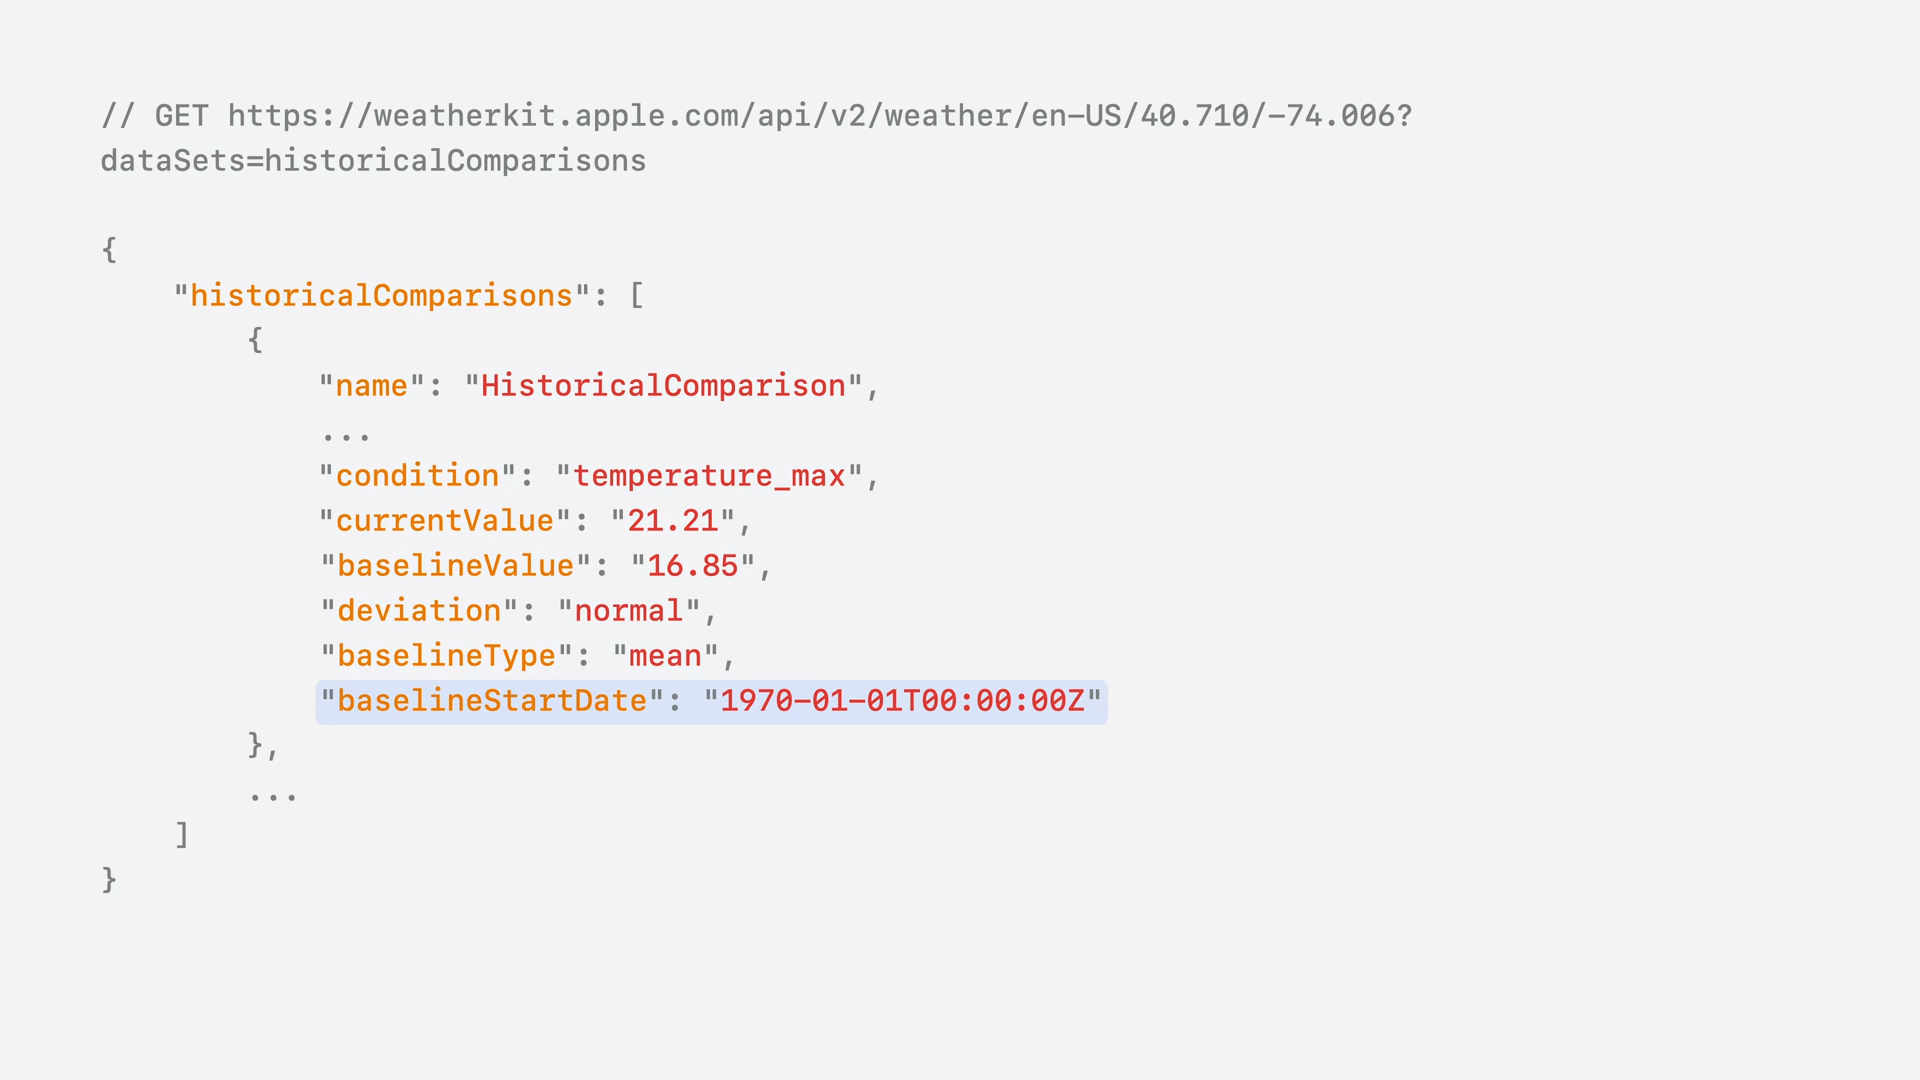 // GET https://weatherkit.apple.com/api/v2/weather/en-US/40.710/-74.006?
dataSets=historicalComparisons
{
"historicalComparisons": [
{
"name": "HistoricalComparison",
...
"condition": "temperature_max",
"currentValue": "21.21",
"baselineValue": "16.85",
"deviation": "normal",
"baselineType": "mean",
"baselineStartDate": "1970-01-01T00:00:00Z"
},
...
]
}